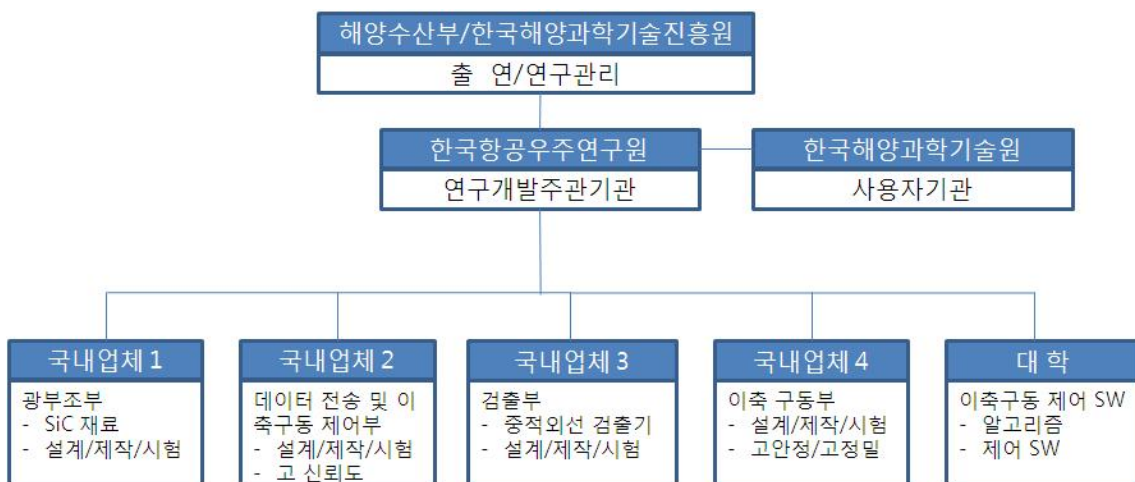 해양수산부/한국해양과학기술진흥원
출 연/연구관리
한국항공우주연구원
연구개발주관기관
한국해양과학기술원
사용자기관
국내업체 1
광부조부
- SiC 재료
- 설계/제작/시험
국내업체 2
데이터 전송 및 이
축구동 제어부
- 설계/제작/시험
- 고 신뢰도
국내업체 3
검출부
- 중적외선 검출기
- 설계/제작/시험
국내업체 4
이축 구동부
- 설계/제작/시험
- 고안정/고정밀
대 학
이축구동 제어 SW
- 알고리즘
- 제어 SW